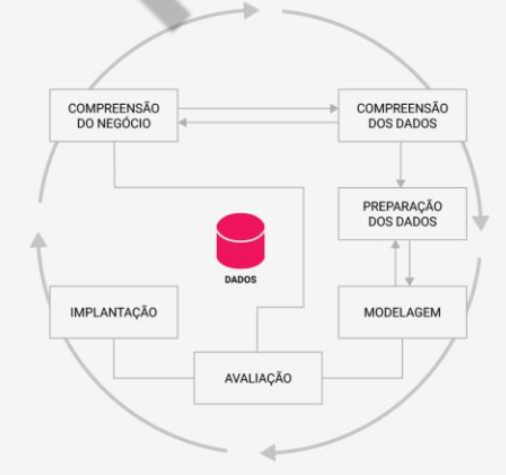 COMPREENSÃO
DO NEGÓCIO
COMPREENSÃO
DOS DADOS
PREPARAÇÃO
DOS DADOS
DADOS
IMPLANTAÇÃO
MODELAGEM
AVALIAÇÃO